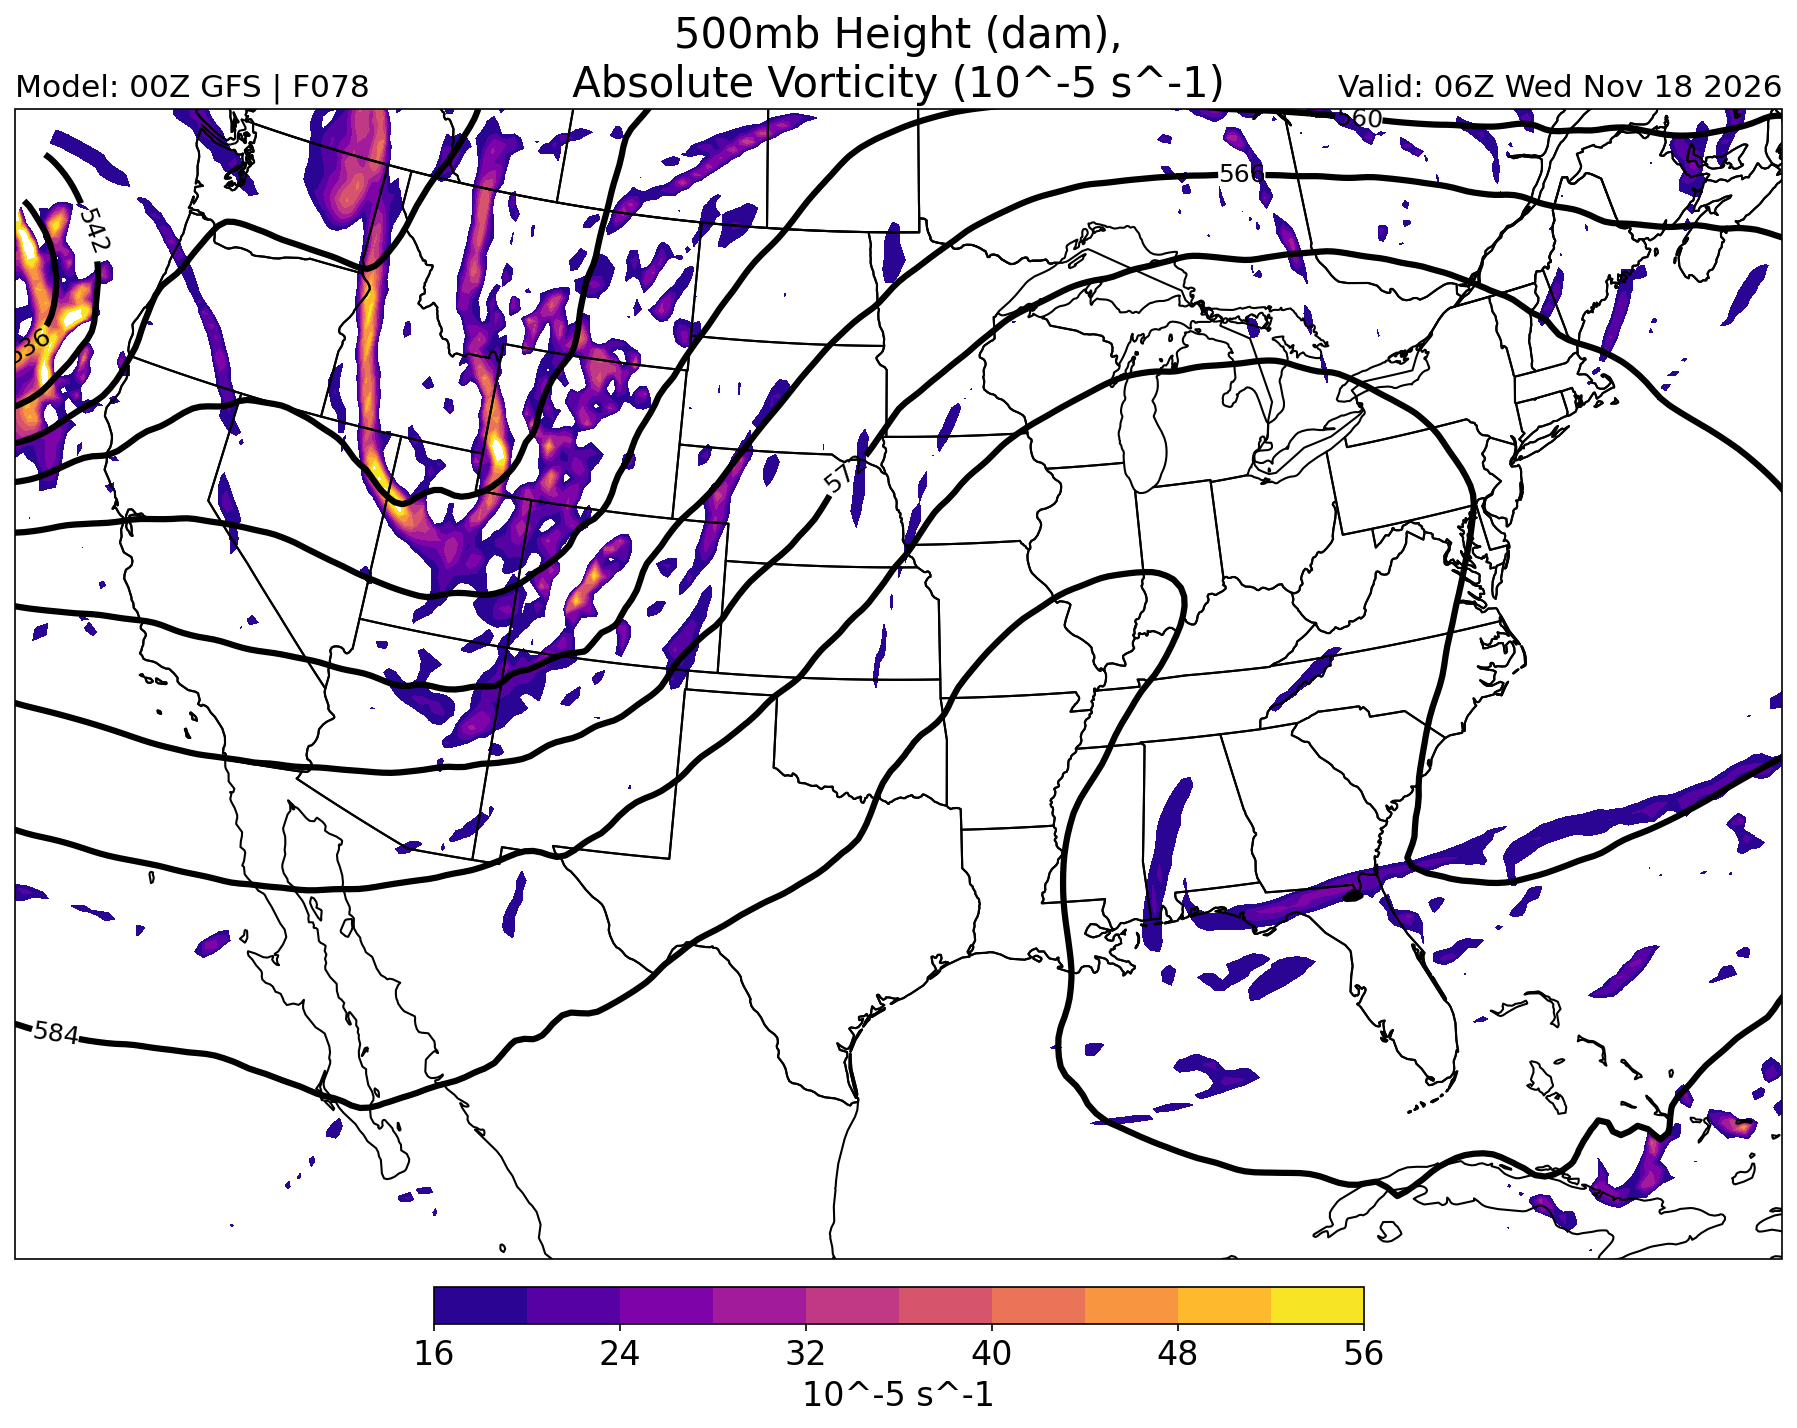 500mb Height (dam),
Model: 00Z GFS | F078
Absolute Vorticity (10^-5 s^-1)
Valid: 06Z Wed Nov 18 2026
560
566
542
536
57
584
16 24 32 40 48 56
10^-5 s^-1